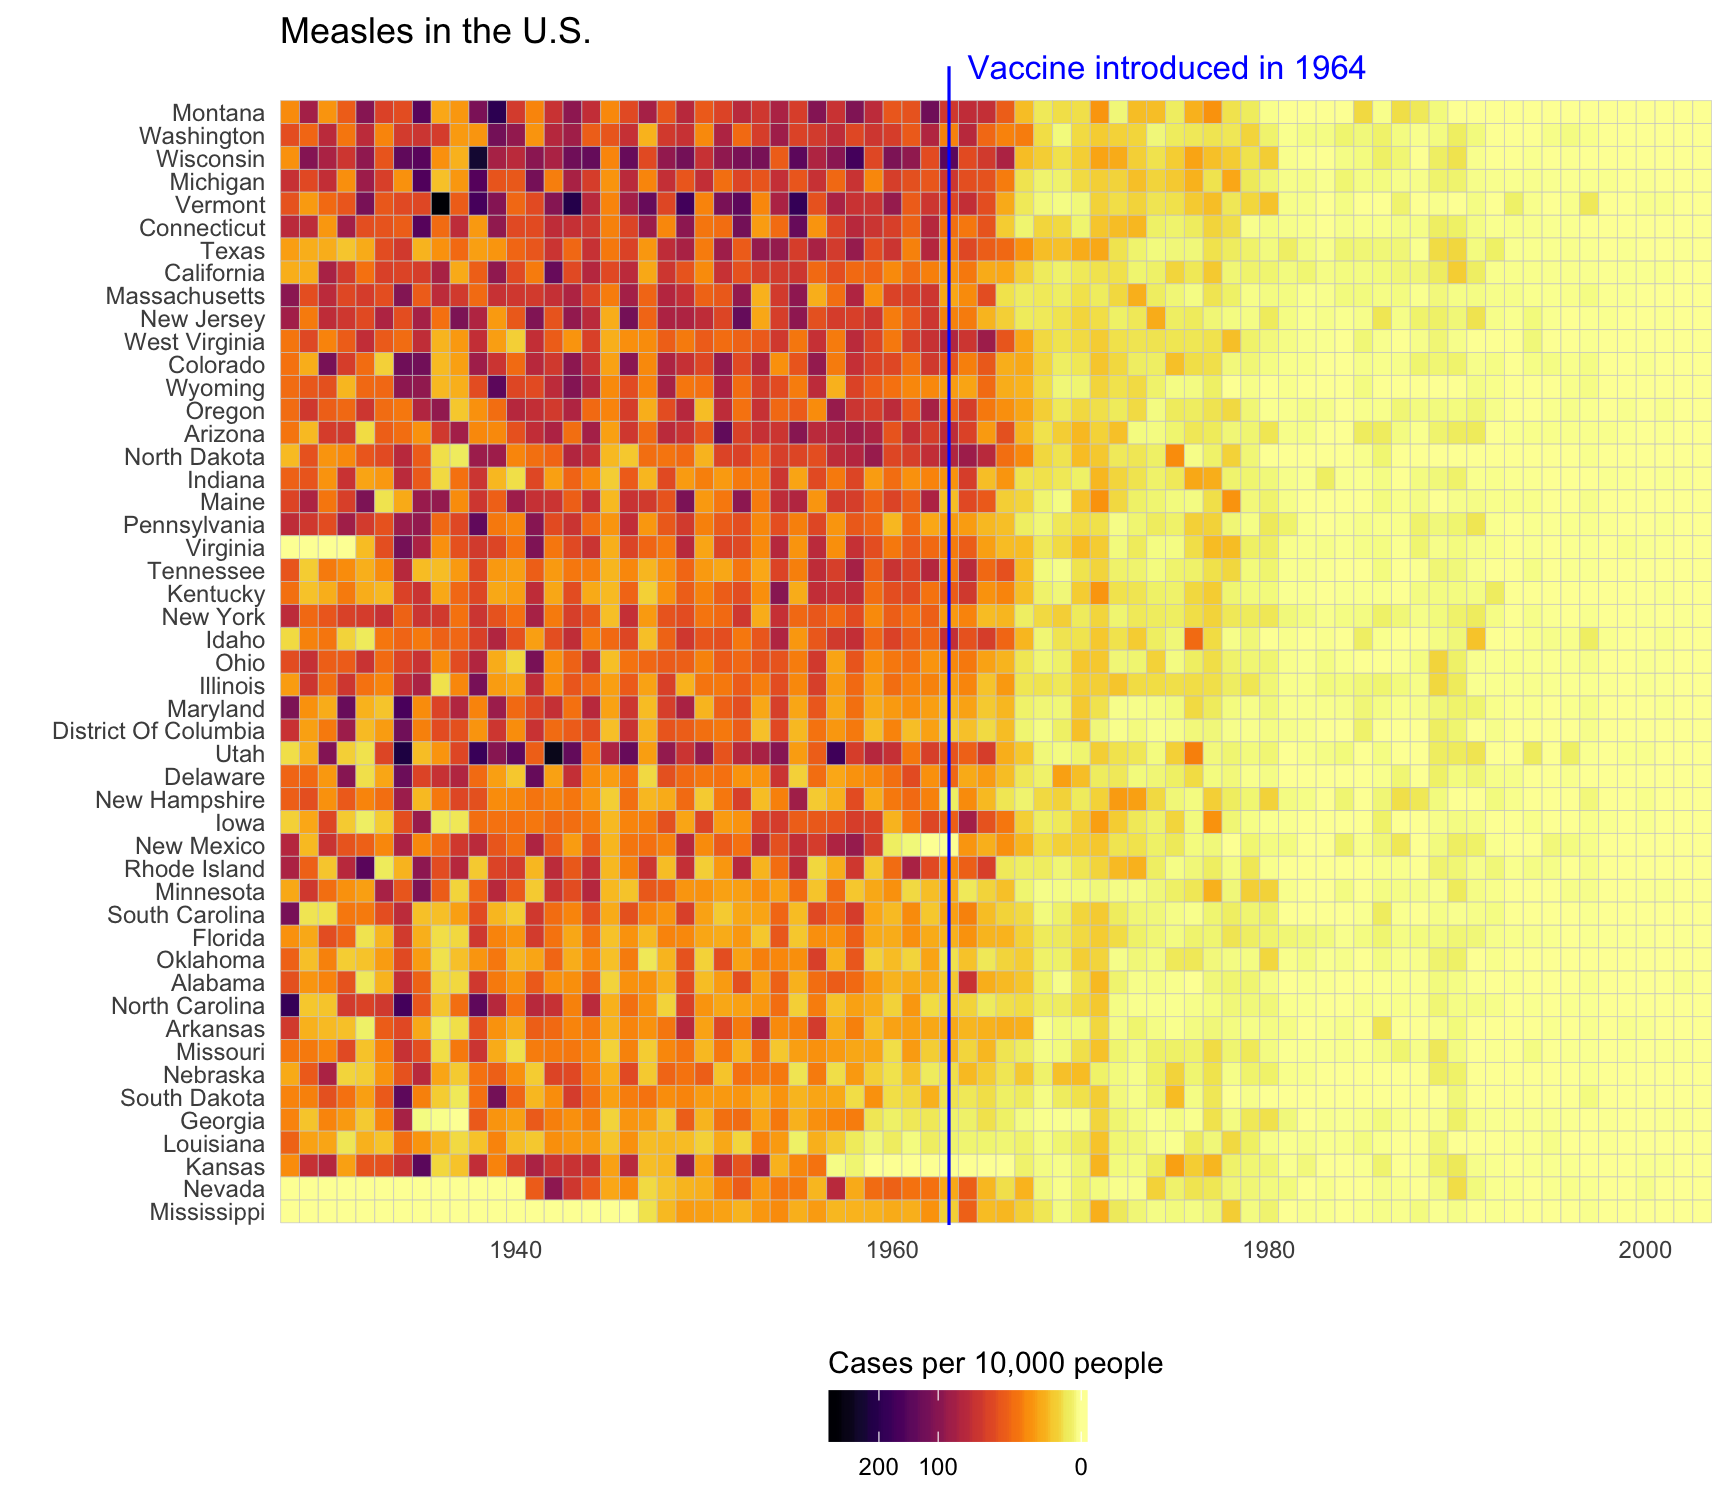 Measles in the U.S.
Vaccine introduced in 1964
Montana
Washington
Wisconsin
Michigan
Vermont
Connecticut
Texas
California
Massachusetts
New Jersey
West Virginia
Colorado
Wyoming
Oregon
Arizona
North Dakota
Indiana
Maine
Pennsylvania
Virginia
Tennessee
Kentucky
New York
Idaho
Ohio
Illinois
Maryland
District Of Columbia
Utah
Delaware
New Hampshire
Iowa
New Mexico
Rhode Island
Minnesota
South Carolina
Florida
Oklahoma
Alabama
North Carolina
Arkansas
Missouri
Nebraska
South Dakota
Georgia
Louisiana
Kansas
Nevada
Mississippi
1940 1960 1980 2000
Cases per 10,000 people
200 100 0